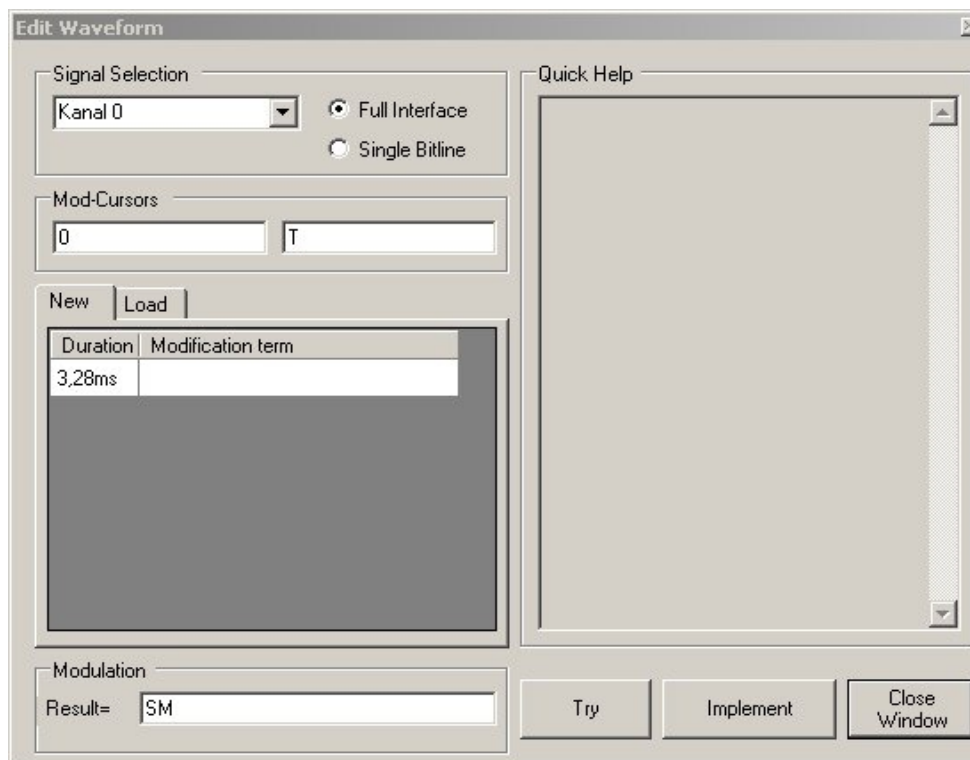 Edit Waveform
Signal Selection
Kanal 0
Full Interface
Single Bitline
Mod-Cursors
0
T
New
Load
Duration
Modification term
3,28ms
Modulation
Result=
SM
Quick Help
Try
Implement
Close
Window